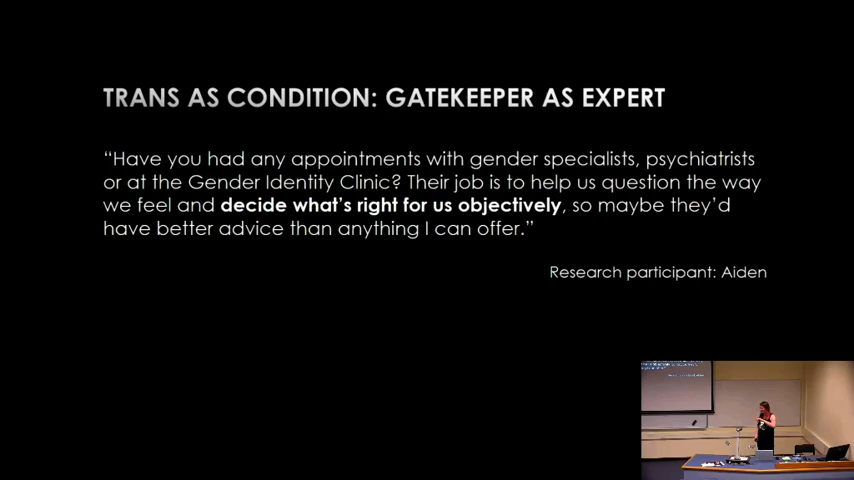 TRANS AS CONDITION: GATEKEEPER AS EXPERT
“Have you had any appointments with gender specialists, psychiatrists
or at the Gender Identity Clinic? Their job is to help us question the way
we feel and decide what’s right for us objectively, so maybe they’d
have better advice than anything I can offer.”
Research participant: Aiden